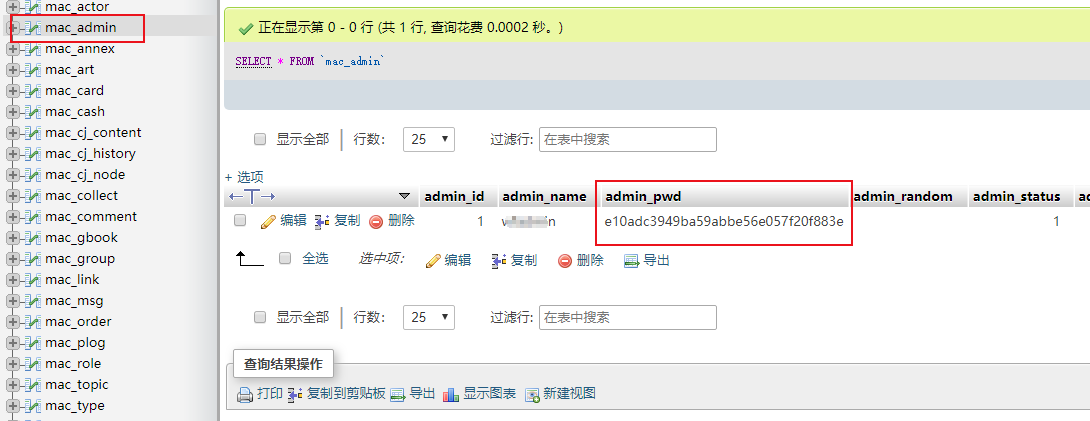 mac_actor
mac_admin
mac_annex
mac_art
mac_card
mac_cash
mac_cj_content
mac_cj_history
mac_cj_node
mac_collect
mac_comment
mac_gbook
mac_group
mac_link
mac_msg
mac_order
mac_plog
mac_role
mac_topic
mac_type
正在显示第 0 - 0 行 (共 1 行, 查询花费 0.0002 秒。)
SELECT * FROM `mac_admin`
显示全部 行数: 25 过滤行: 在表中搜索
+ 选项
admin_id admin_name admin_pwd admin_random admin_status
编辑 复制 删除 1 e10adc3949ba59abbe56e057f20f883e 1
全选 选中项: 编辑 复制 删除 导出
显示全部 行数: 25 过滤行: 在表中搜索
查询结果操作
打印 复制到剪贴板 导出 显示图表 新建视图